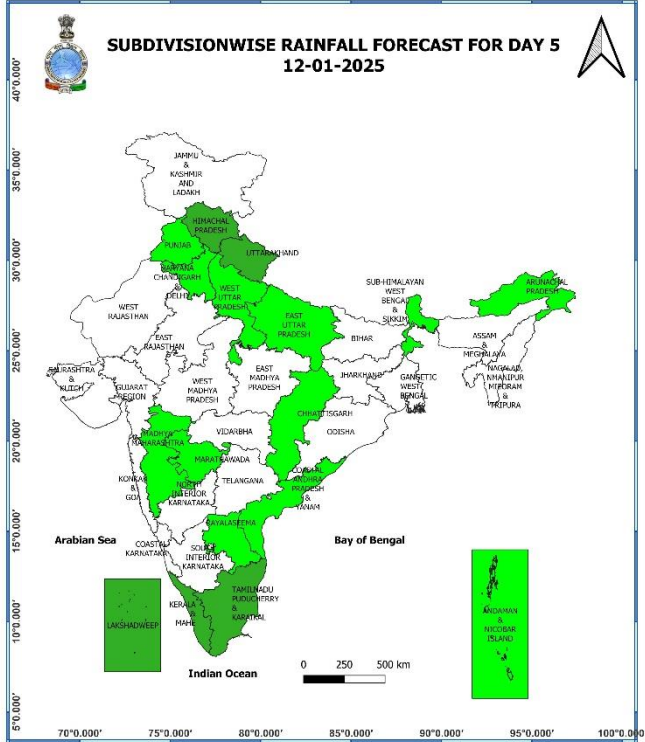 SUBDIVISIONWISE RAINFALL FORECAST FOR DAY 5
12-01-2025
40°0.000'
35°0.000'
30°0.000'
25°0.000'
20°0.000'
15°0.000'
10°0.000'
5°0.000'
JAMMU
&
KASHMIR
AND
LADAKH
HIMACHAL
PRADESH
PUNJAB
UTTARAKHAND
HARYANA
CHANDIGARH
&
DELHI
WEST
UTTAR
PRADESH
SUB-HIMALAYAN
WEST
BENGAL
&
SIKKIM
ARUNACHAL
PRADESH
WEST
RAJASTHAN
EAST
UTTAR
PRADESH
EAST
RAJASTHAN
BIHAR
ASSAM
&
MEGHALAYA
SAURASHTRA
&
KUTCH
GUJARAT
REGION
WEST
MADHYA
PRADESH
EAST
MADHYA
PRADESH
JHARKHAND
GANGETIC
WEST
BENGAL
NAGALAD,
MANIPUR
MEZORAM
&
TRIPURA
CHHATTISGARH
MADHYA
MAHARASHTRA
VIDARBHA
ODISHA
MARATHWADA
KONKAN
&
GOA
NORTH
INTERIOR
KARNATAKA
TELANGANA
COASTAL
ANDHRA
PRADESH
&
YANAM
RAYALASEEMA
Arabian Sea
COASTAL
KARNATAKA
SOUTH
INTERIOR
KARNATAKA
Bay of Bengal
LAKSHADWEEP
KERALA
&
MAHE
TAMILNADU
PUDUCHERRY
&
KARAIKAL
ANDAMAN
&
NICOBAR
ISLAND
Indian Ocean
0 250 500 km
70°0.000' 75°0.000' 80°0.000' 85°0.000' 90°0.000' 95°0.000' 100°0.000'